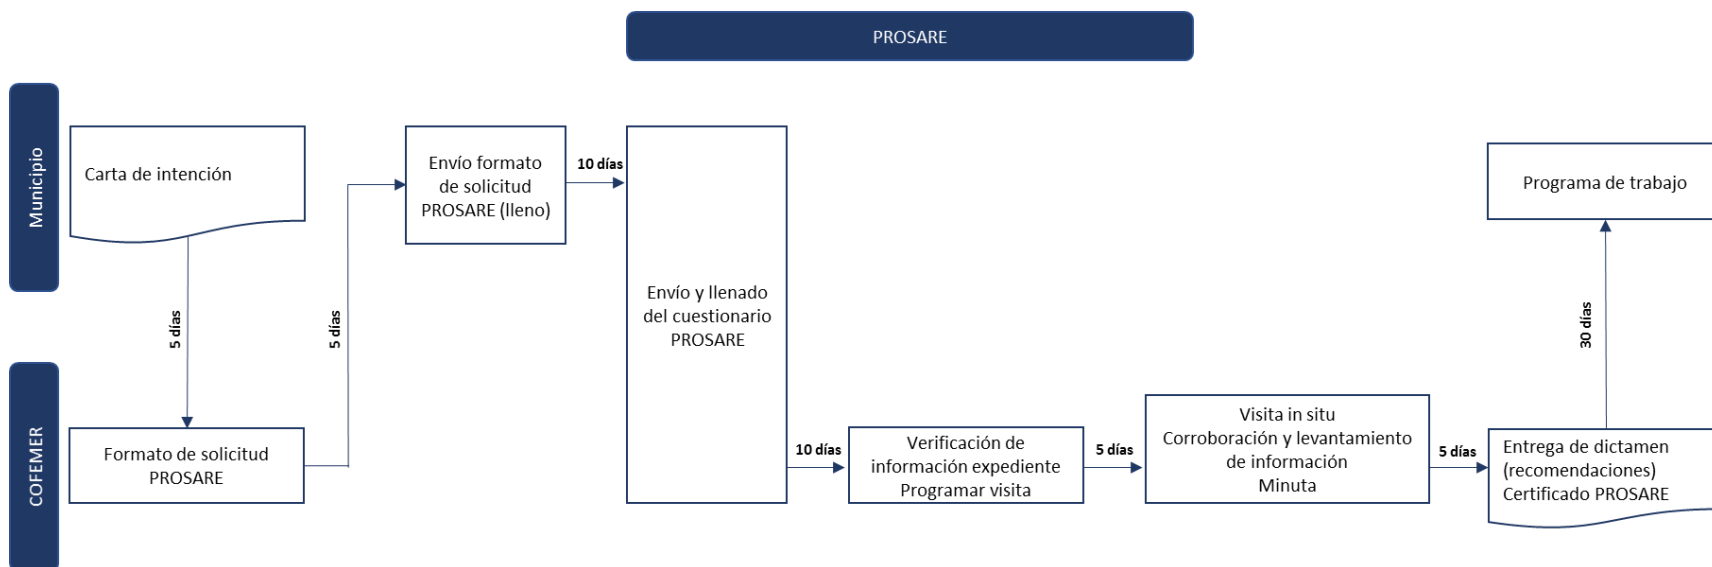 PROSARE
Municipio
Carta de intención
5 días
Formato de solicitud
PROSARE
5 días
Envío formato
de solicitud
PROSARE (lleno)
10 días
Envío y llenado
del cuestionario
PROSARE
10 días
COFEMER
Verificación de
información expediente
Programar visita
5 días
Visita in situ
Corroboración y levantamiento
de información
Minuta
5 días
Entrega de dictamen
(recomendaciones)
Certificado PROSARE
30 días
Programa de trabajo